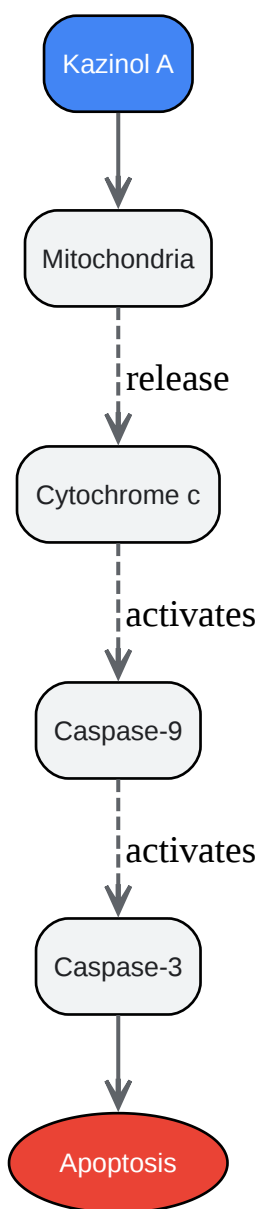 Kazinol A
Mitochondria
release
Cytochrome c
activates
Caspase-9
activates
Caspase-3
Apoptosis